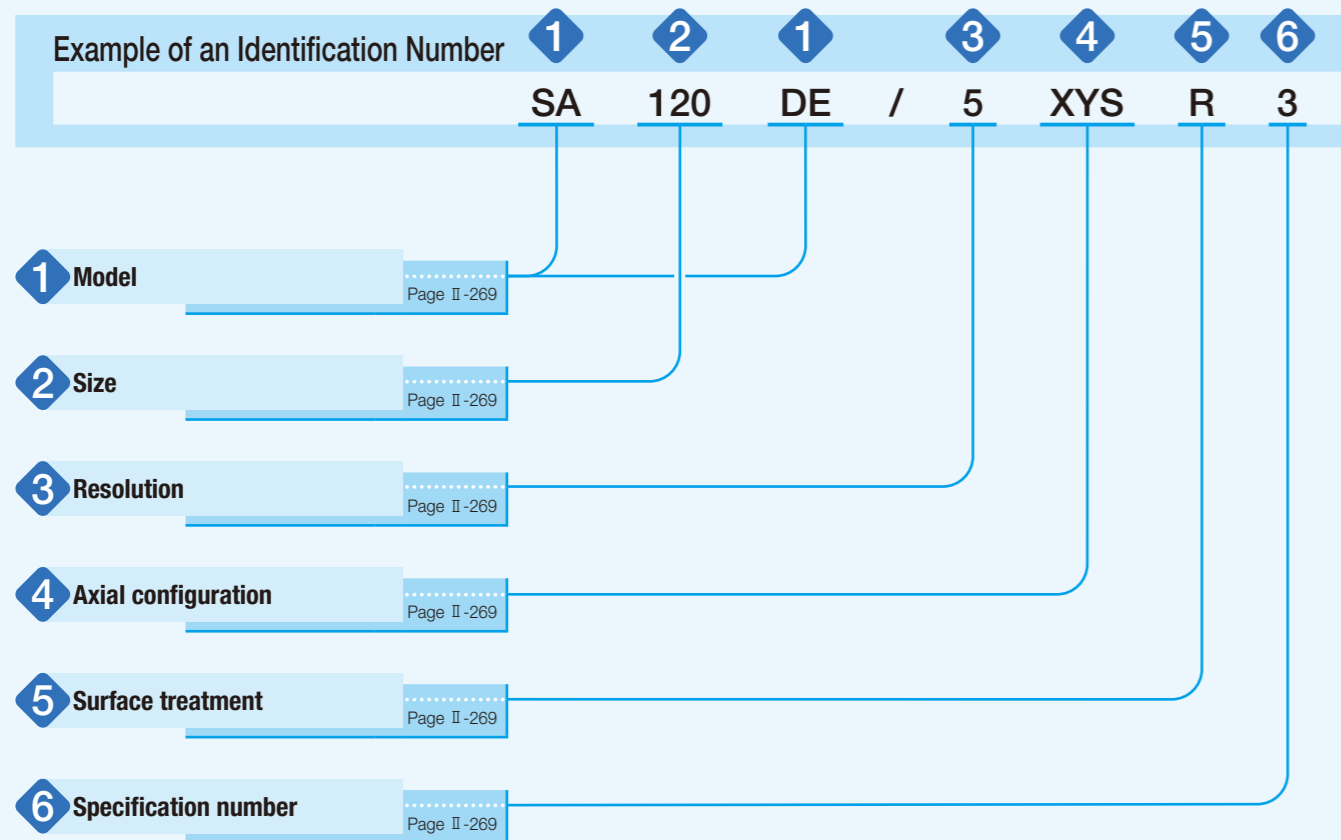 Example of an Identification Number
1 2 1 3 4 5 6
SA 120 DE / 5 XYS R 3
1 Model
Page Ⅱ-269
2 Size
Page Ⅱ-269
3 Resolution
Page Ⅱ-269
4 Axial configuration
Page Ⅱ-269
5 Surface treatment
Page Ⅱ-269
6 Specification number
Page Ⅱ-269